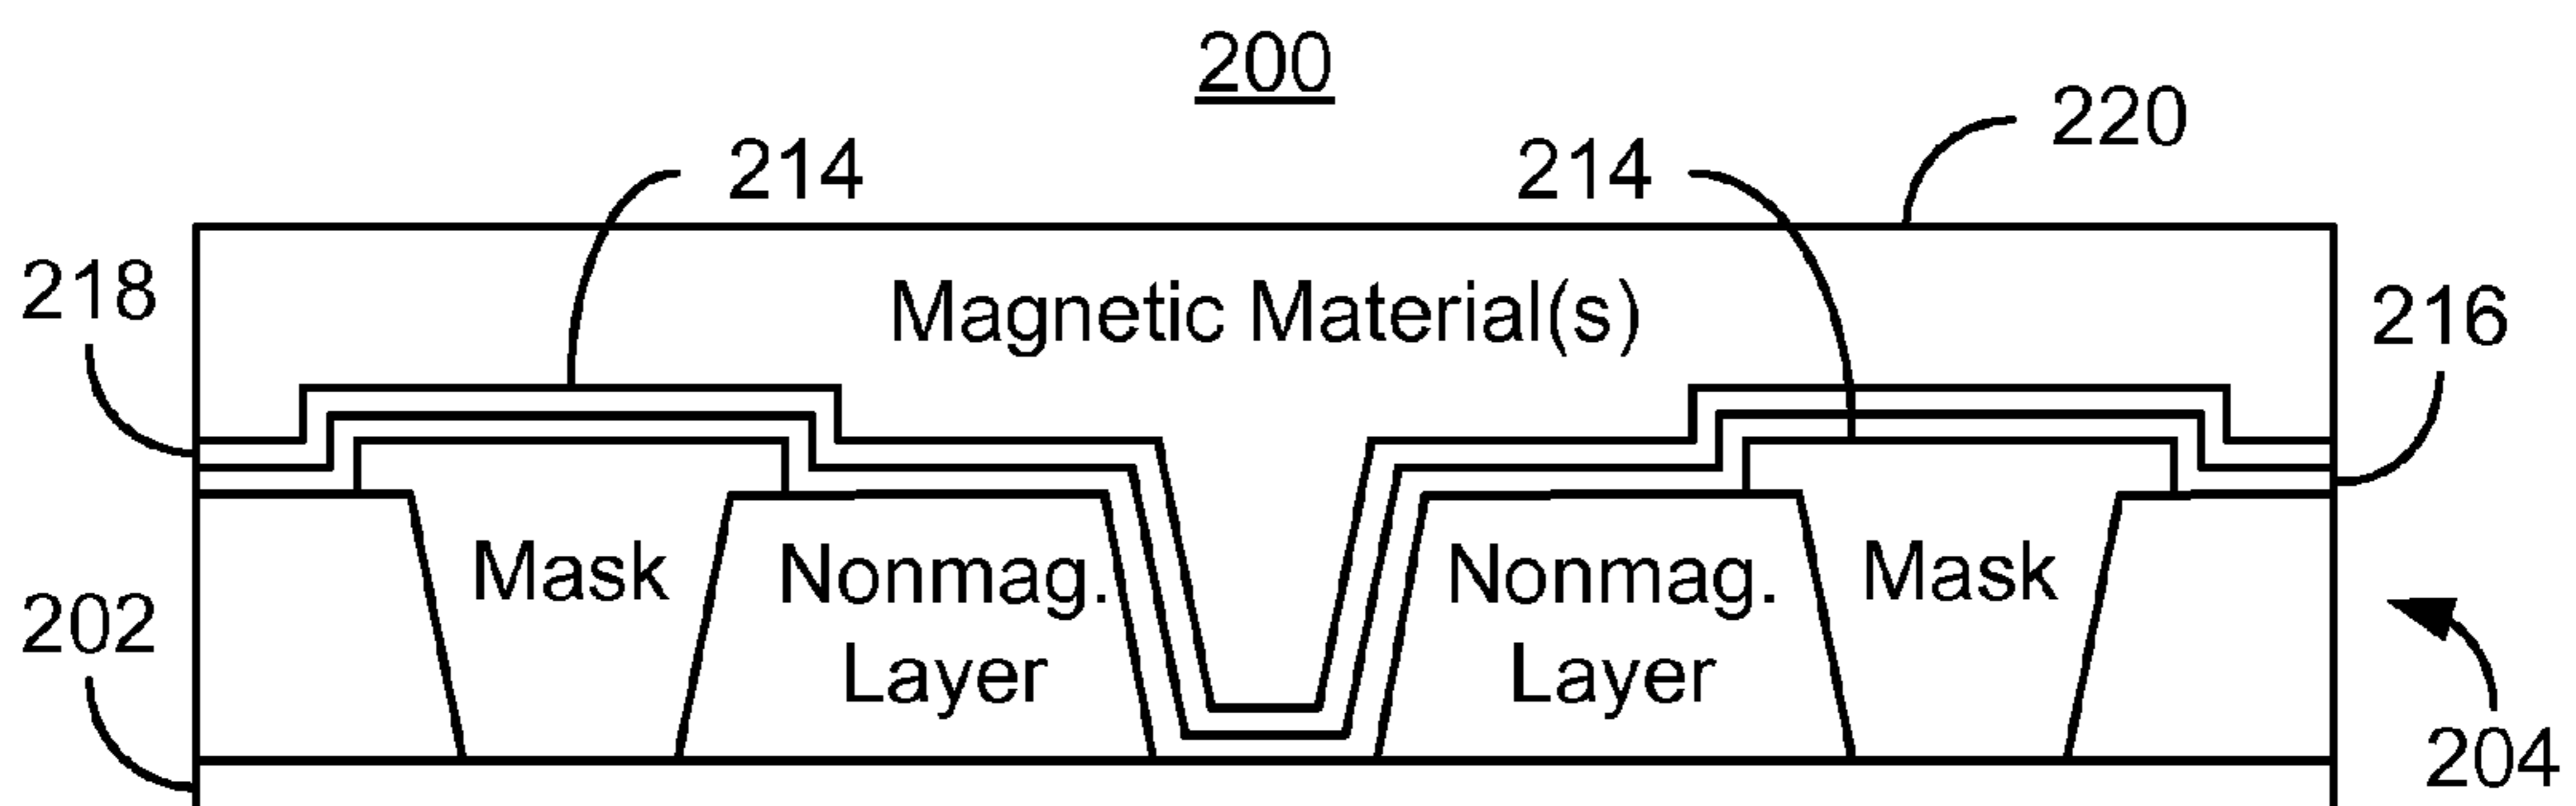 200
220
214
214
218
Magnetic Material(s)
216
Mask
Nonmag.
Layer
Nonmag.
Layer
Mask
202
204